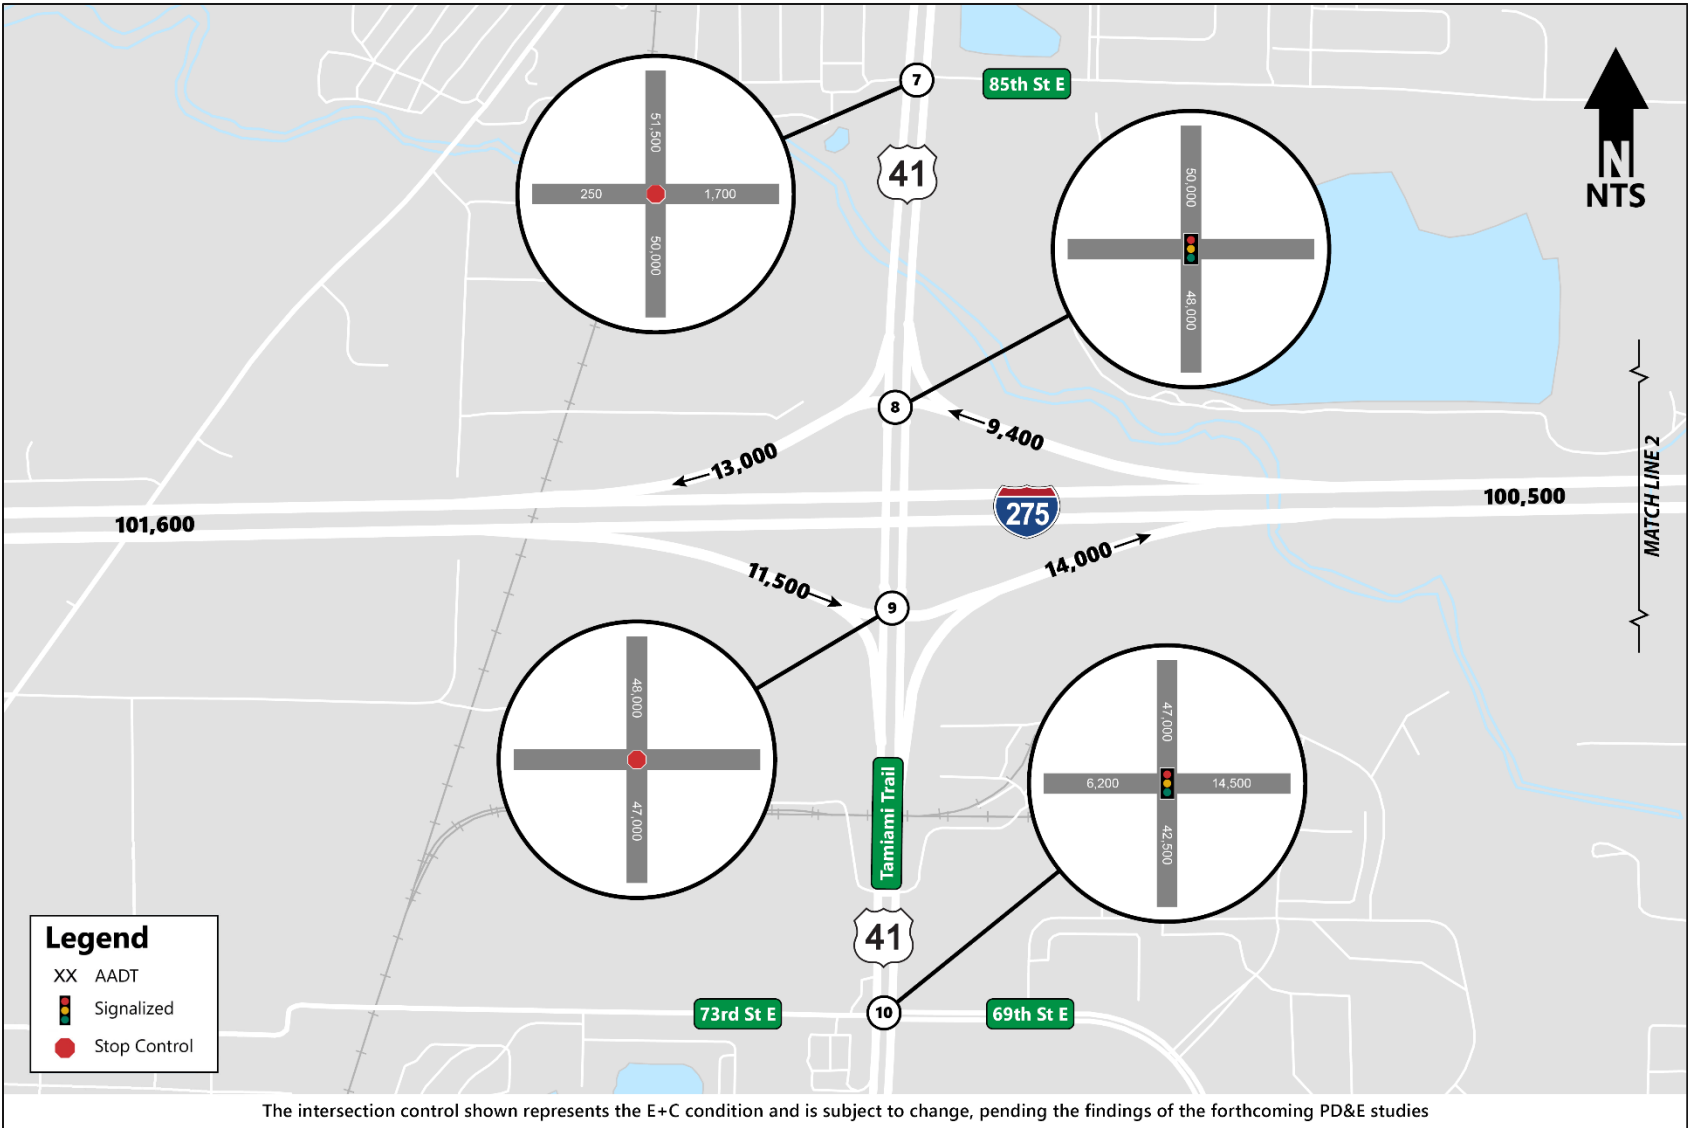 7
85th St E
51,500
250
1,700
50,000
41
N
NTS
50,000
48,000
8
9,400
13,000
275
100,500
101,600
MATCH LINE 2
11,500
14,000
9
48,000
47,000
47,000
6,200
14,500
42,500
Tamiami Trail
41
73rd St E
10
69th St E
Legend
XX AADT
Signalized
Stop Control
The intersection control shown represents the E+C condition and is subject to change, pending the findings of the forthcoming PD&E studies